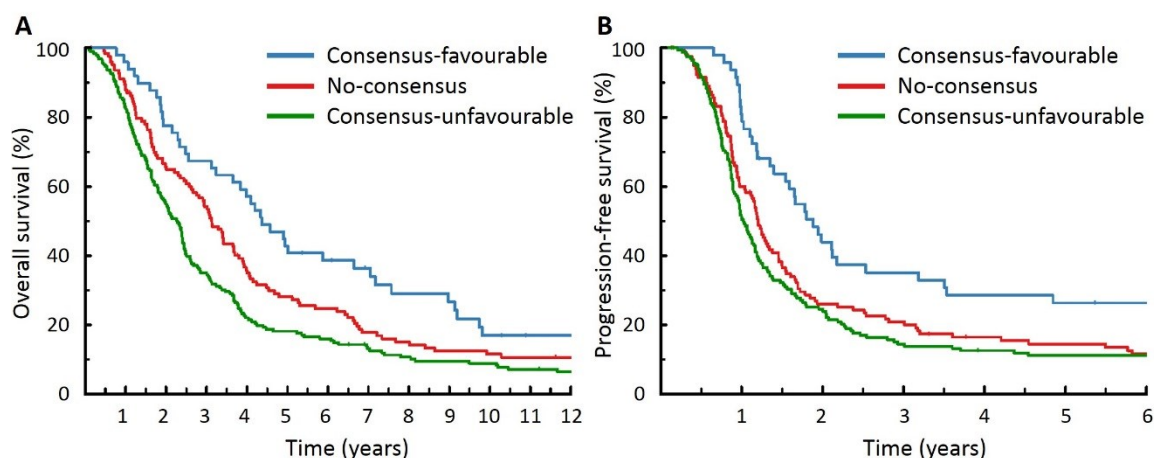 A
Overall survival (%)
100
80
60
40
20
0
Consensus-favourable
No-consensus
Consensus-unfavourable
1 2 3 4 5 6 7 8 9 10 11 12
Time (years)
B
Progression-free survival (%)
100
80
60
40
20
0
Consensus-favourable
No-consensus
Consensus-unfavourable
1 2 3 4 5 6
Time (years)